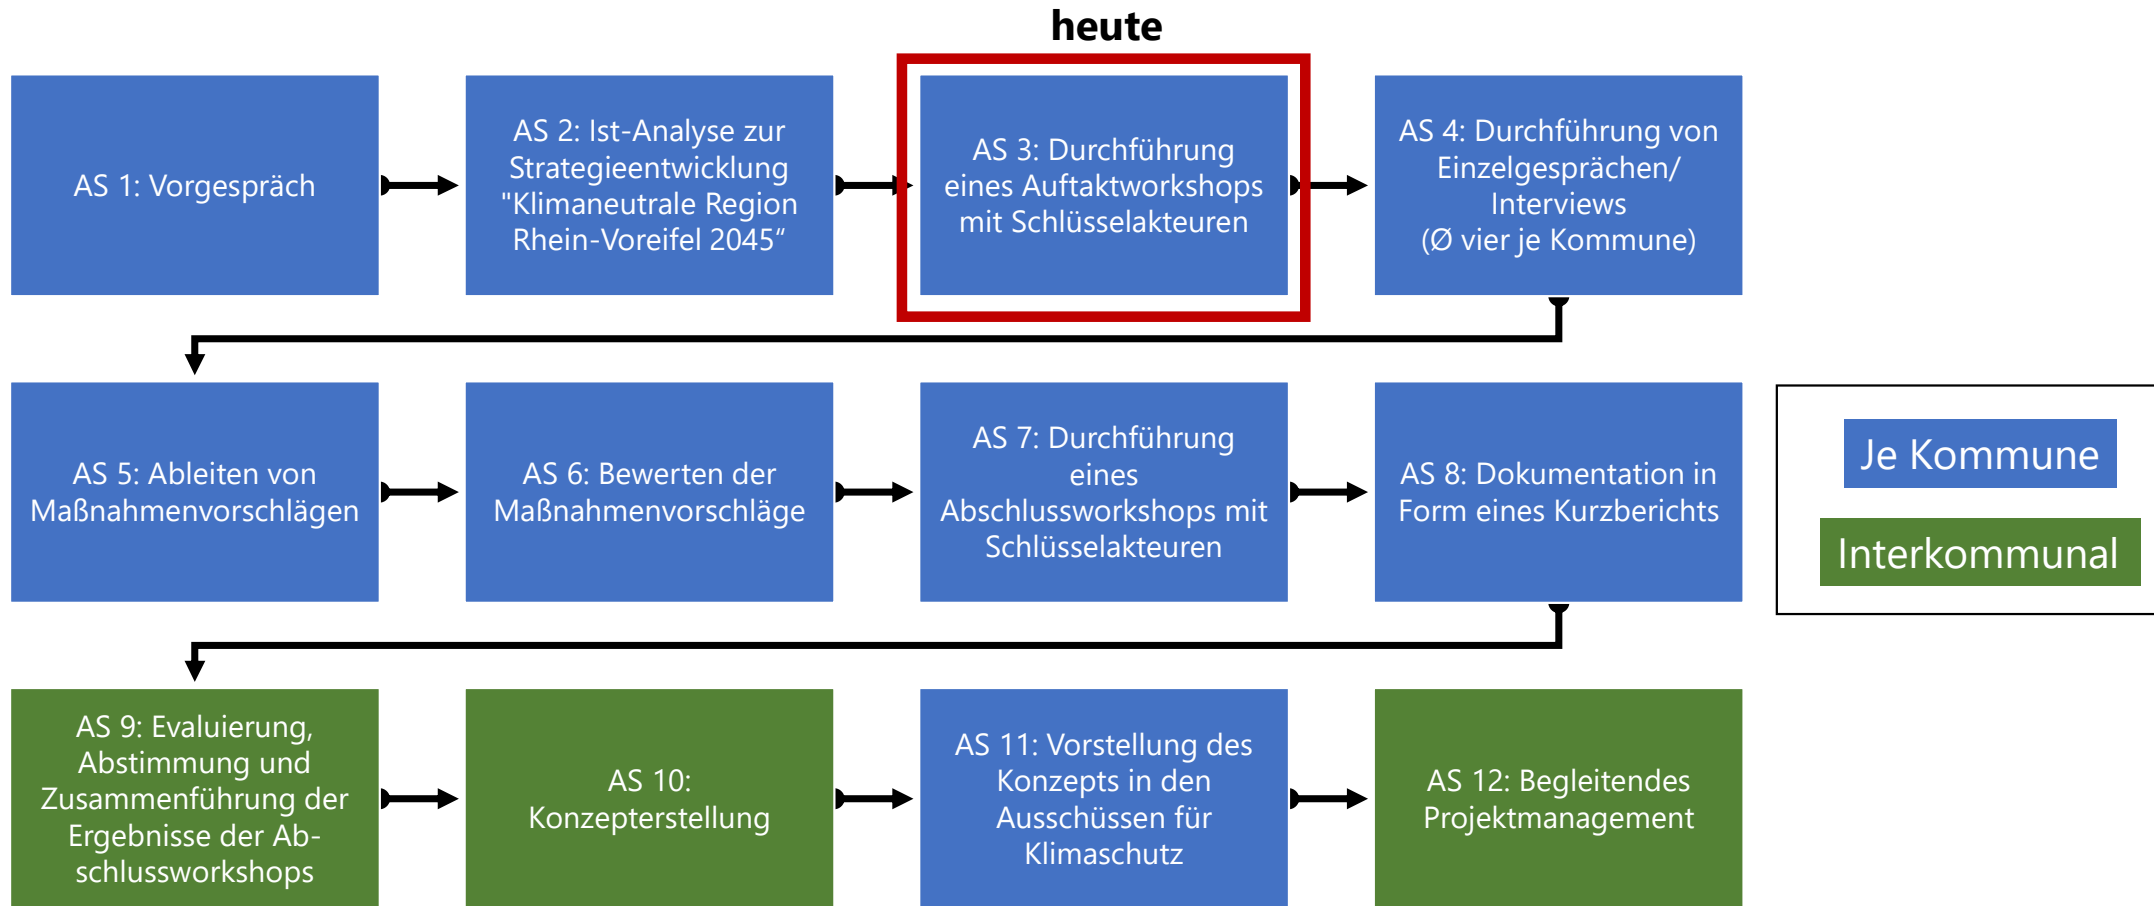 heute
AS 1: Vorgespräch
AS 2: Ist-Analyse zur
Strategieentwicklung
"Klimaneutrale Region
Rhein-Voreifel 2045“
AS 3: Durchführung
eines Auftaktworkshops
mit Schlüsselakteuren
AS 4: Durchführung von
Einzelgesprächen/
Interviews
(Ø vier je Kommune)
AS 5: Ableiten von
Maßnahmenvorschlägen
AS 6: Bewerten der
Maßnahmenvorschläge
AS 7: Durchführung
eines
Abschlussworkshops mit
Schlüsselakteuren
AS 8: Dokumentation in
Form eines Kurzberichts
Je Kommune
Interkommunal
AS 9: Evaluierung,
Abstimmung und
Zusammenführung der
Ergebnisse der Ab-
schlussworkshops
AS 10:
Konzepterstellung
AS 11: Vorstellung des
Konzepts in den
Ausschüssen für
Klimaschutz
AS 12: Begleitendes
Projektmanagement